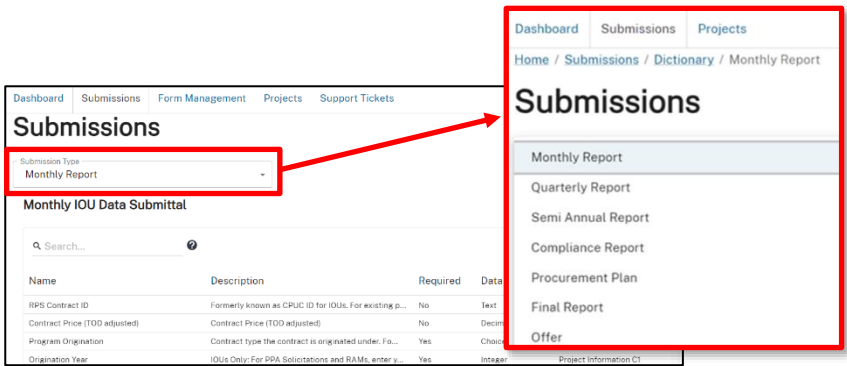 Dashboard Submissions Form Management Projects Support Tickets
Submissions
Submission Type
Monthly Report
Monthly IOU Data Submittal
Search...
Name Description Required Data
RPS Contract ID Formerly known as CPUC ID for IOUs. For existing p... No Text
Contract Price (TOD adjusted) Contract Price (TOD adjusted) No Decim
Program Origination Contract type the contract is originated under. Fo... Yes Choice
Origination Year IOUs Only: For PPA Solicitations and RAMs, enter y... Yes Integer Project Information C1
Dashboard Submissions Projects
Home / Submissions / Dictionary / Monthly Report
Submissions
Monthly Report
Quarterly Report
Semi Annual Report
Compliance Report
Procurement Plan
Final Report
Offer